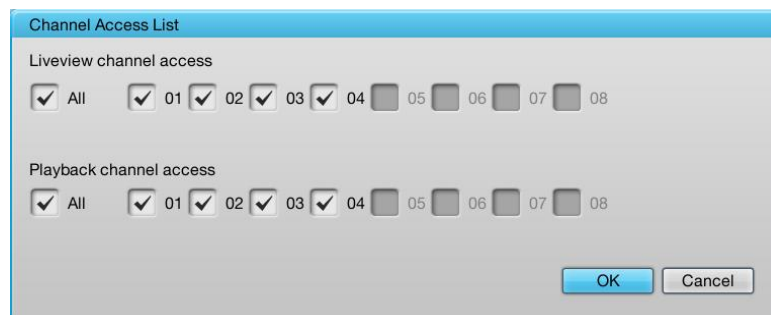 Channel Access List
Liveview channel access
All 01 02 03 04 05 06 07 08
Playback channel access
All 01 02 03 04 05 06 07 08
OK Cancel